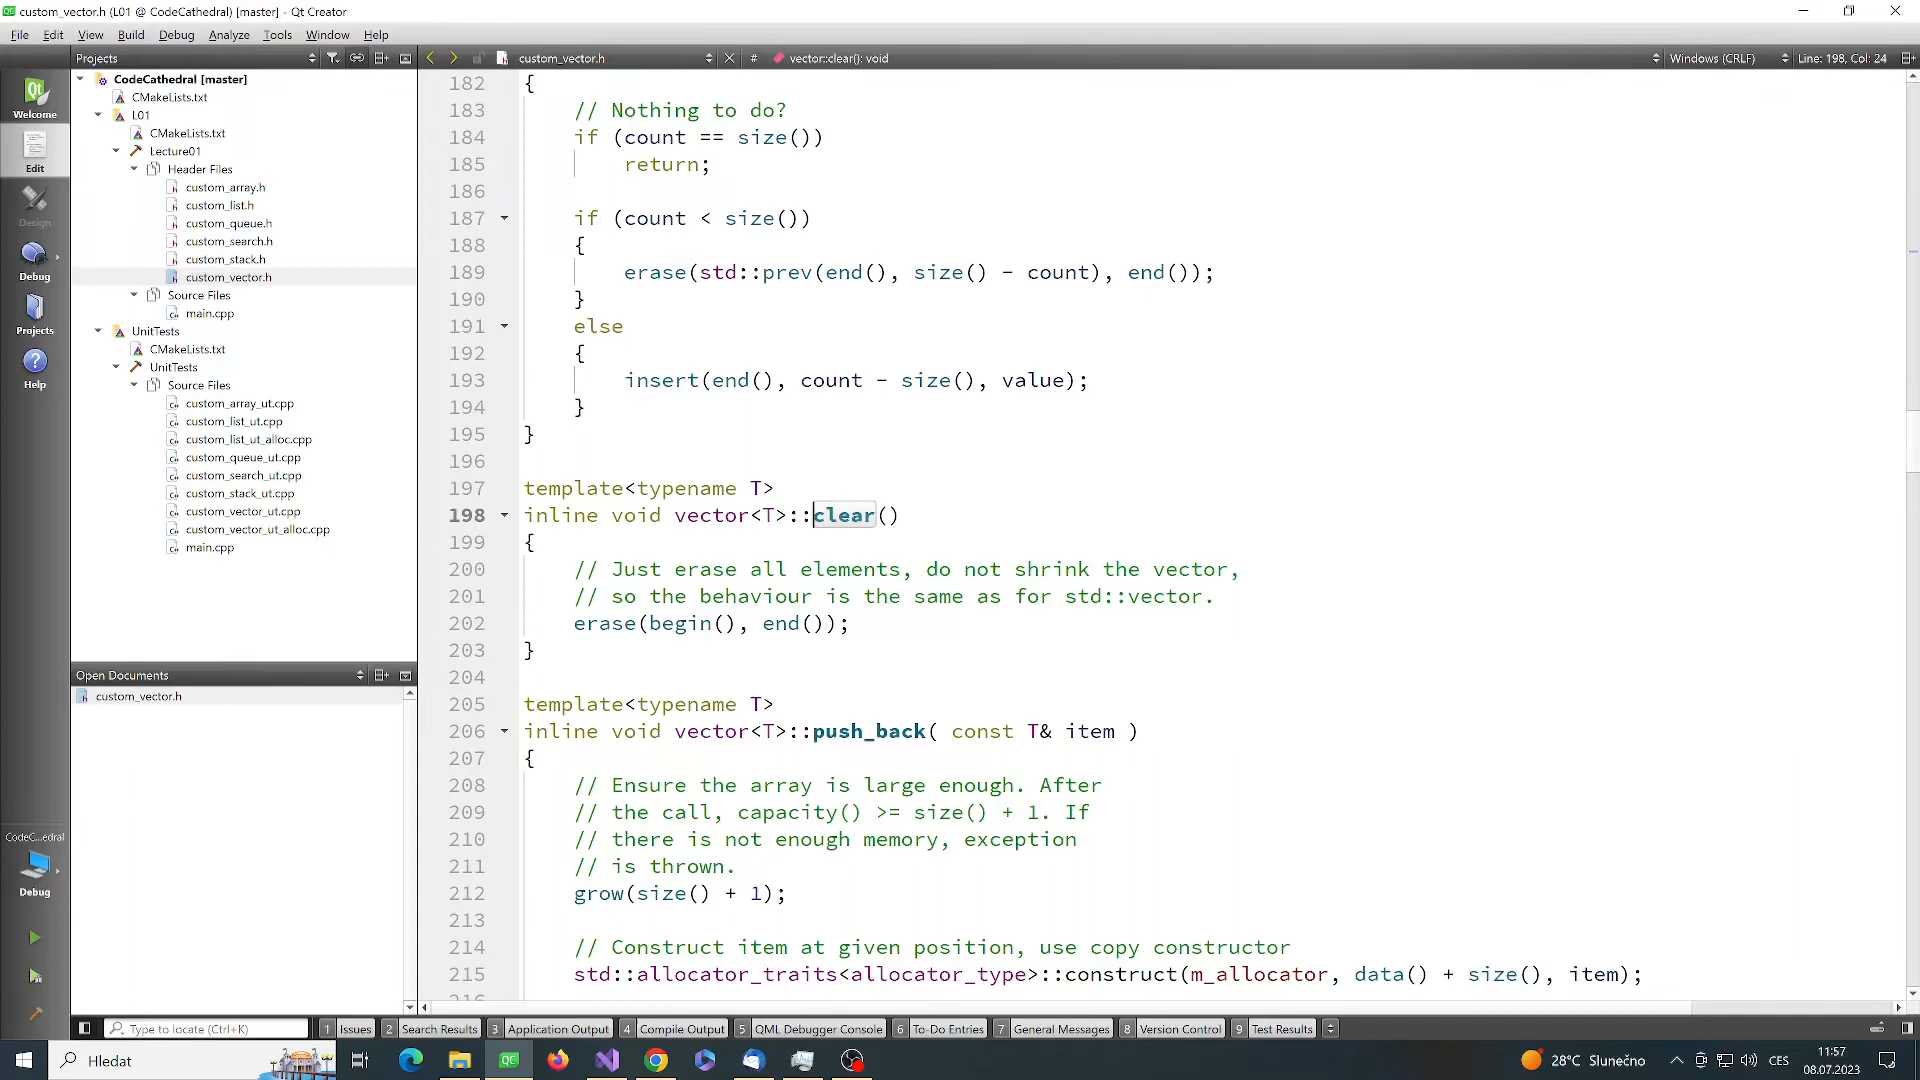 custom_vector.h (L01 @ CodeCathedral) [master] - Qt Creator
File Edit View Build Debug Analyze Tools Window Help
Projects
custom_vector.h
# vector::clear(): void
Windows (CRLF)
Line: 198, Col: 24
Welcome
Edit
Design
Debug
Projects
Help
CodeC...edral
Debug
CodeCathedral [master]
CMakeLists.txt
L01
CMakeLists.txt
Lecture01
Header Files
custom_array.h
custom_list.h
custom_queue.h
custom_search.h
custom_stack.h
custom_vector.h
Source Files
main.cpp
UnitTests
CMakeLists.txt
UnitTests
Source Files
custom_array_ut.cpp
custom_list_ut.cpp
custom_list_ut_alloc.cpp
custom_queue_ut.cpp
custom_search_ut.cpp
custom_stack_ut.cpp
custom_vector_ut.cpp
custom_vector_ut_alloc.cpp
main.cpp
Open Documents
custom_vector.h
182 {
183 // Nothing to do?
184 if (count == size())
185 return;
186
187 if (count < size())
188 {
189 erase(std::prev(end(), size() - count), end());
190 }
191 else
192 {
193 insert(end(), count - size(), value);
194 }
195 }
196
197 template<typename T>
198 inline void vector<T>::clear()
199 {
200 // Just erase all elements, do not shrink the vector,
201 // so the behaviour is the same as for std::vector.
202 erase(begin(), end());
203 }
204
205 template<typename T>
206 inline void vector<T>::push_back( const T& item )
207 {
208 // Ensure the array is large enough. After
209 // the call, capacity() >= size() + 1. If
210 // there is not enough memory, exception
211 // is thrown.
212 grow(size() + 1);
213
214 // Construct item at given position, use copy constructor
215 std::allocator_traits<allocator_type>::construct(m_allocator, data() + size(), item);
216
Type to locate (Ctrl+K)
1 Issues 2 Search Results 3 Application Output 4 Compile Output 5 QML Debugger Console 6 To-Do Entries 7 General Messages 8 Version Control 9 Test Results
Hledat
28°C Slunečno
CES
11:57
08.07.2023